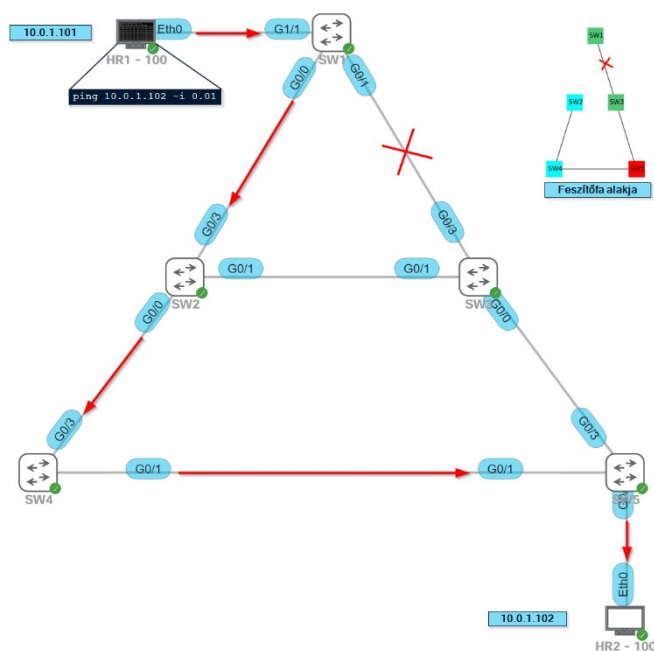 10.0.1.101
Eth0
G1/1
HR1 - 100
SW1
ping 10.0.1.102 -i 0.01
G0/0
G0/1
SW1
SW2
SW3
SW4
SW5
Feszítőfa alakja
G0/3
G0/3
G0/1
G0/1
SW2
SW3
G0/0
G0/0
G0/3
G0/3
G0/1
G0/1
SW4
SW5
Eth0
10.0.1.102
HR2 - 100